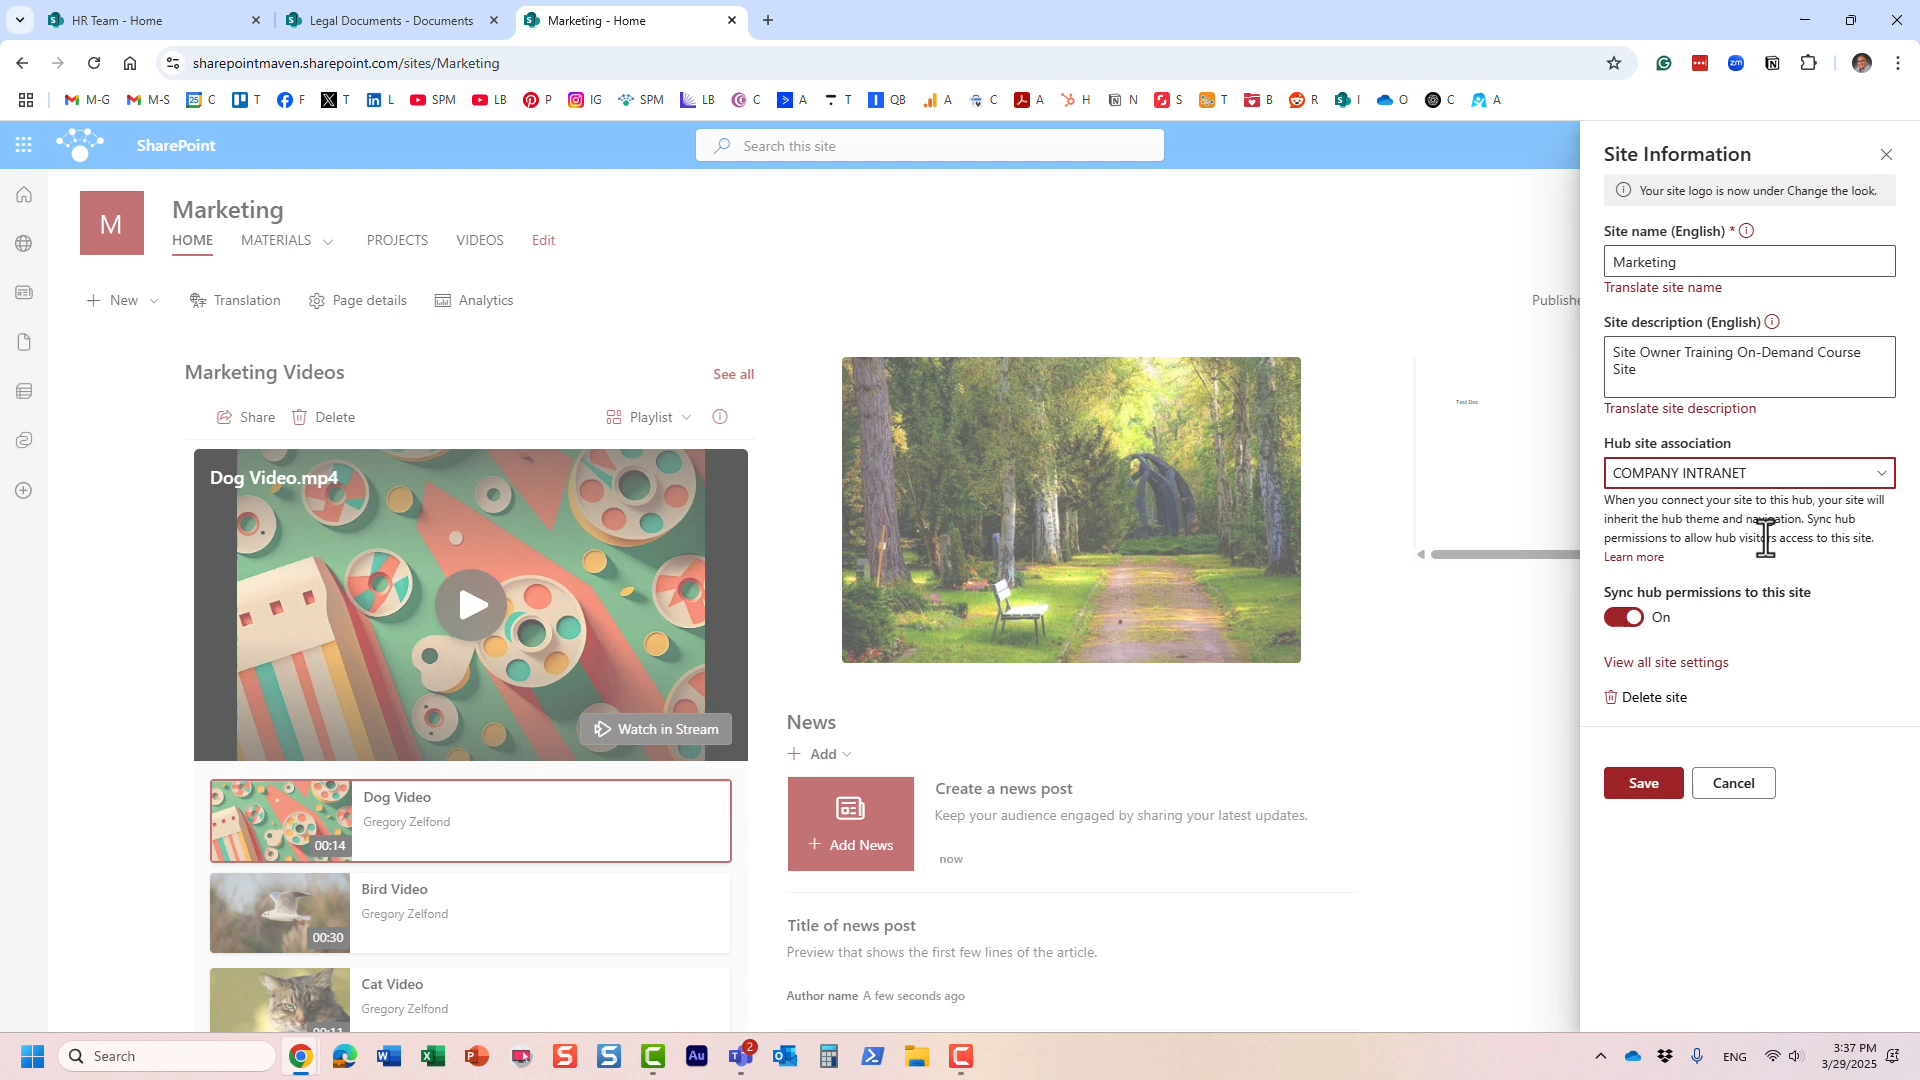 HR Team - Home
Legal Documents - Documents
Marketing - Home
sharepointmaven.sharepoint.com/sites/Marketing
M-G
M-S
C
T
F
T
L
SPM
LB
P
IG
SPM
LB
C
A
T
QB
A
C
A
H
N
S
T
B
R
I
O
C
A
SharePoint
Search this site
M
Marketing
HOME
MATERIALS
PROJECTS
VIDEOS
Edit
New
Translation
Page details
Analytics
Publishe
Marketing Videos
See all
Share
Delete
Playlist
Dog Video.mp4
Watch in Stream
Dog Video
Gregory Zelfond
00:14
Bird Video
Gregory Zelfond
00:30
Cat Video
Gregory Zelfond
00:11
Test Doc
News
Add
Add News
Create a news post
Keep your audience engaged by sharing your latest updates.
now
Title of news post
Preview that shows the first few lines of the article.
Author name A few seconds ago
Site Information
Your site logo is now under Change the look.
Site name (English) *
Marketing
Translate site name
Site description (English)
Site Owner Training On-Demand Course
Site
Translate site description
Hub site association
COMPANY INTRANET
When you connect your site to this hub, your site will
inherit the hub theme and navigation. Sync hub
permissions to allow hub visitors access to this site.
Learn more
Sync hub permissions to this site
On
View all site settings
Delete site
Save
Cancel
Search
2
ENG
3:37 PM
3/29/2025